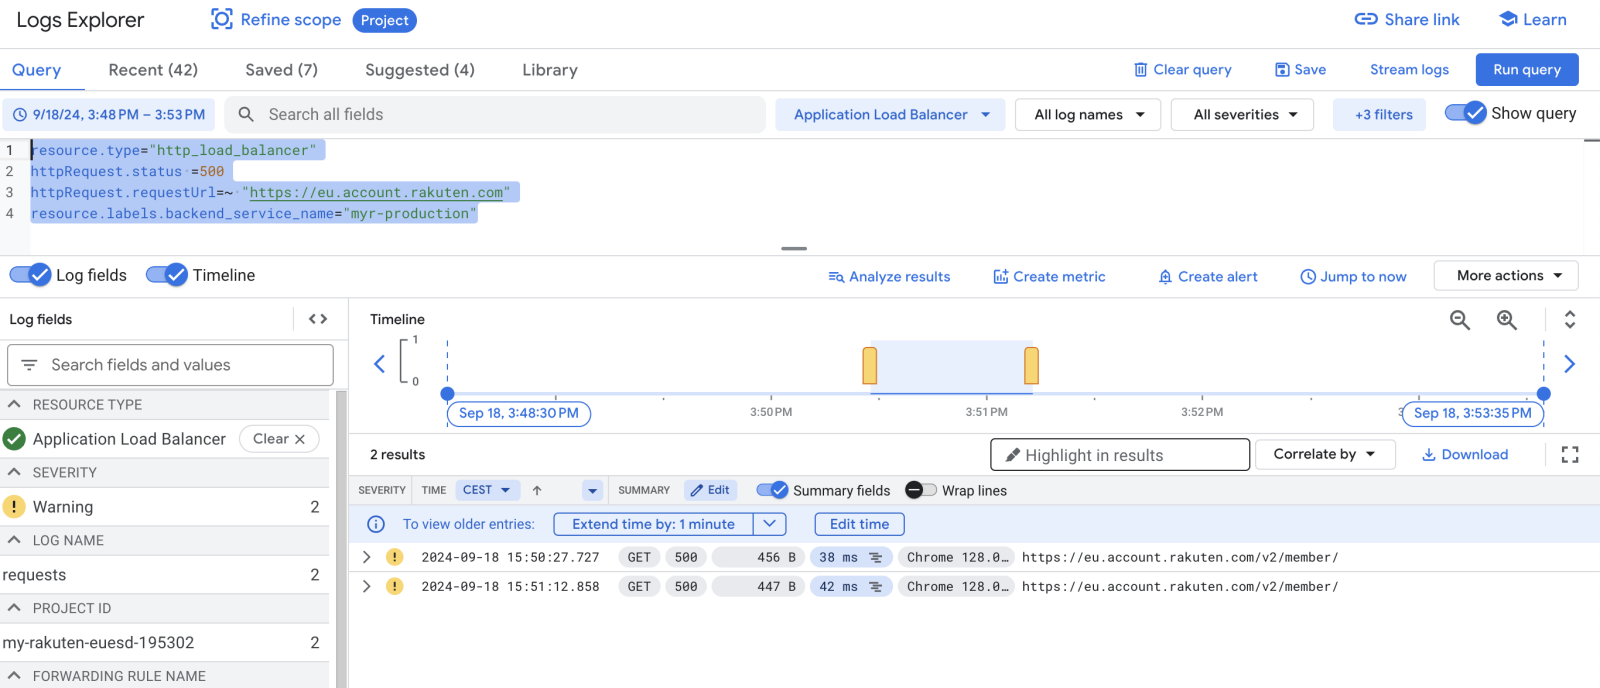 Logs Explorer Refine scope Project Share link Learn
Query Recent (42) Saved (7) Suggested (4) Library Clear query Save Stream logs Run query
9/18/24, 3:48 PM – 3:53 PM Search all fields Application Load Balancer All log names All severities +3 filters Show query
1 resource.type="http_load_balancer"
2 httpRequest.status =500
3 httpRequest.requestUrl=~ "https://eu.account.rakuten.com"
4 resource.labels.backend_service_name="myr-production"
Log fields Timeline Analyze results Create metric Create alert Jump to now More actions
Log fields
Search fields and values
RESOURCE TYPE
Application Load Balancer Clear
SEVERITY
Warning 2
LOG NAME
requests 2
PROJECT ID
my-rakuten-euesd-195302 2
FORWARDING RULE NAME
Timeline
1
0
Sep 18, 3:48:30 PM 3:50 PM 3:51 PM 3:52 PM 3: Sep 18, 3:53:35 PM
2 results Highlight in results Correlate by Download
SEVERITY TIME CEST SUMMARY Edit Summary fields Wrap lines
To view older entries: Extend time by: 1 minute Edit time
2024-09-18 15:50:27.727 GET 500 456 B 38 ms Chrome 128.0… https://eu.account.rakuten.com/v2/member/
2024-09-18 15:51:12.858 GET 500 447 B 42 ms Chrome 128.0… https://eu.account.rakuten.com/v2/member/